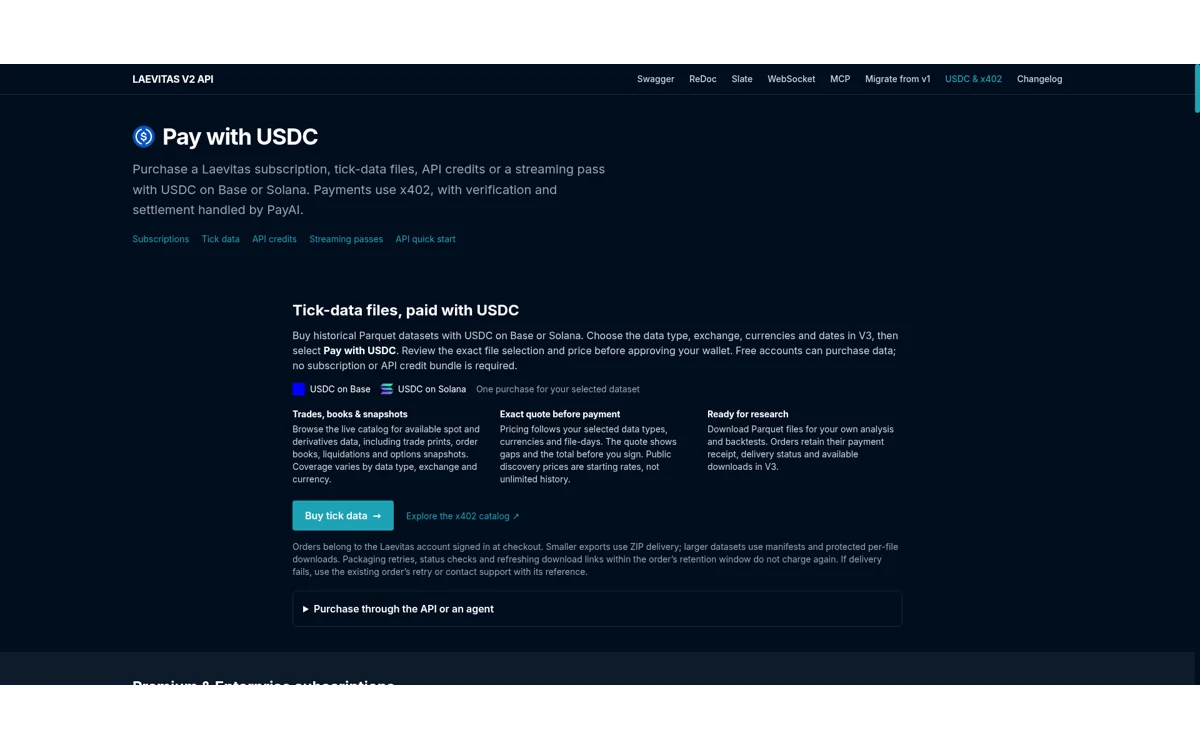 LAEVITAS V2 API
Swagger ReDoc Slate WebSocket MCP Migrate from v1 USDC & x402 Changelog
Pay with USDC
Purchase a Laevitas subscription, tick-data files, API credits or a streaming pass
with USDC on Base or Solana. Payments use x402, with verification and
settlement handled by PayAI.
Subscriptions Tick data API credits Streaming passes API quick start
Tick-data files, paid with USDC
Buy historical Parquet datasets with USDC on Base or Solana. Choose the data type, exchange, currencies and dates in V3, then
select Pay with USDC. Review the exact file selection and price before approving your wallet. Free accounts can purchase data;
no subscription or API credit bundle is required.
USDC on Base USDC on Solana One purchase for your selected dataset
Trades, books & snapshots
Browse the live catalog for available spot and
derivatives data, including trade prints, order
books, liquidations and options snapshots.
Coverage varies by data type, exchange and
currency.
Exact quote before payment
Pricing follows your selected data types,
currencies and file-days. The quote shows
gaps and the total before you sign. Public
discovery prices are starting rates, not
unlimited history.
Ready for research
Download Parquet files for your own analysis
and backtests. Orders retain their payment
receipt, delivery status and available
downloads in V3.
Buy tick data → Explore the x402 catalog ↗
Orders belong to the Laevitas account signed in at checkout. Smaller exports use ZIP delivery; larger datasets use manifests and protected per-file
downloads. Packaging retries, status checks and refreshing download links within the order's retention window do not charge again. If delivery
fails, use the existing order's retry or contact support with its reference.
▶ Purchase through the API or an agent
Premium & Enterprise subscriptions